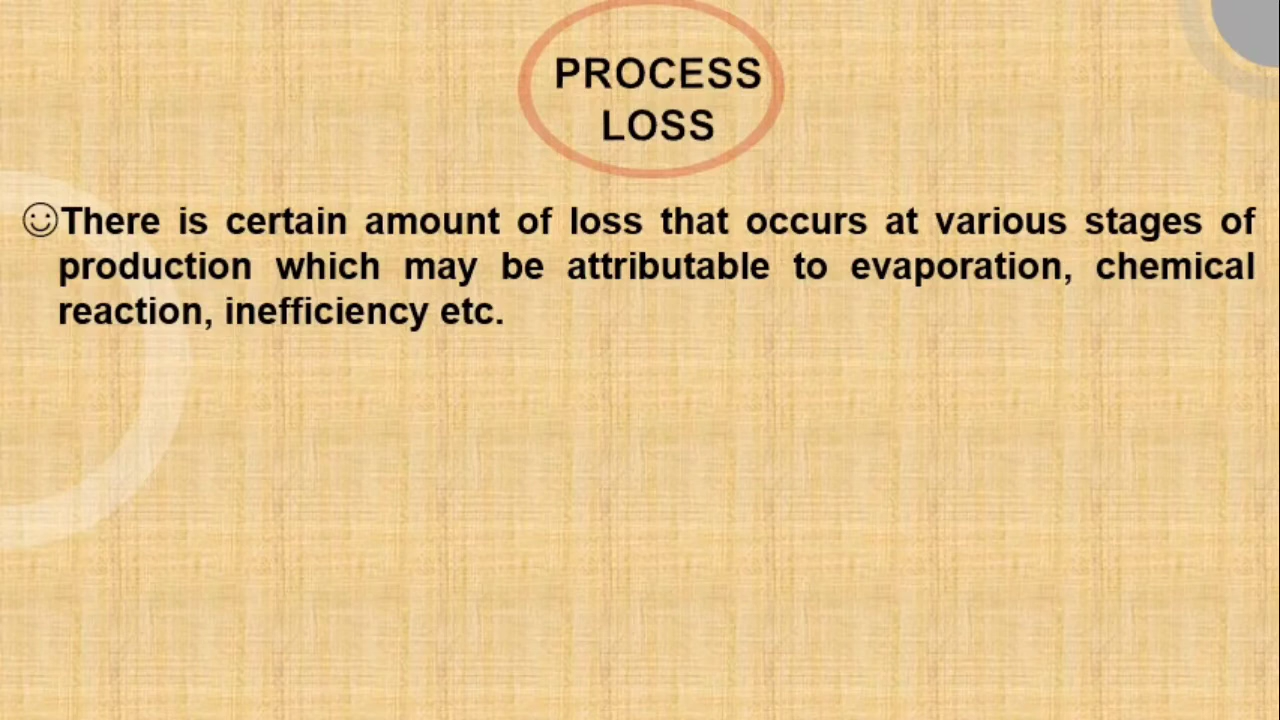 PROCESS
LOSS
☺There is certain amount of loss that occurs at various stages of
production which may be attributable to evaporation, chemical
reaction, inefficiency etc.